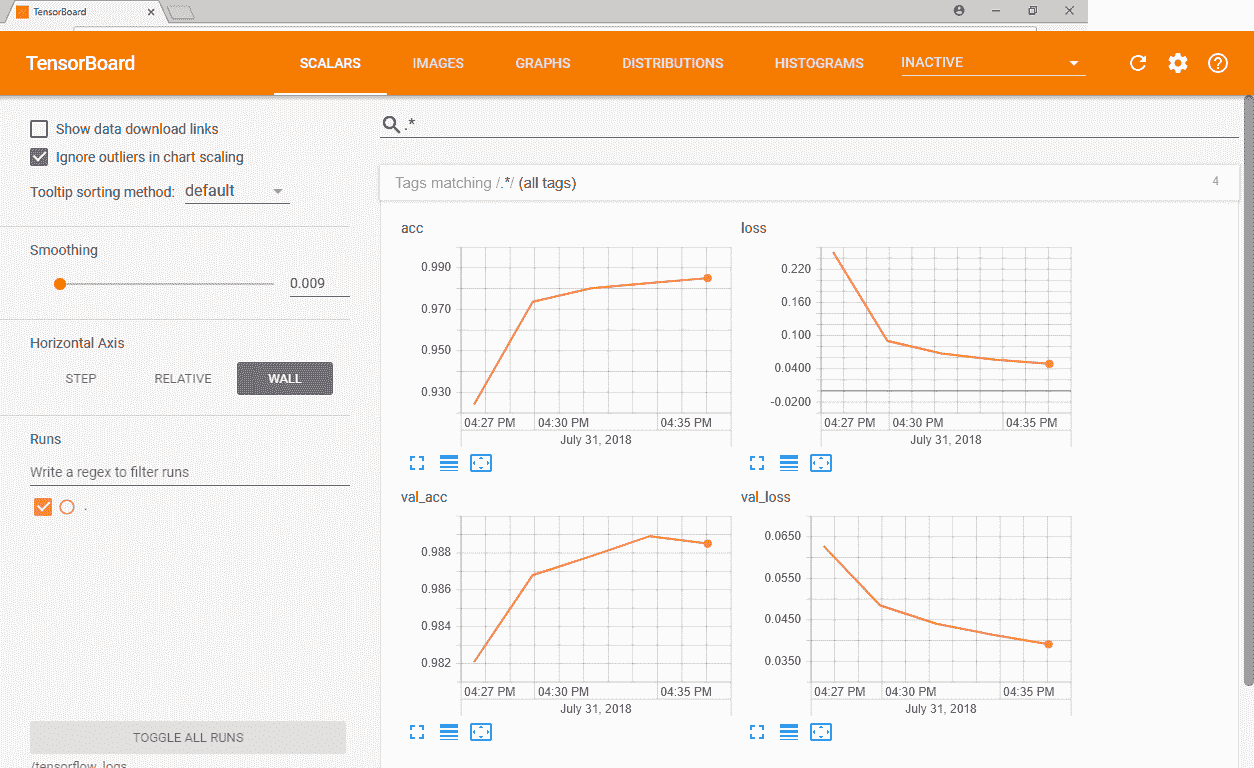 TensorBoard
TensorBoard
SCALARS
IMAGES
GRAPHS
DISTRIBUTIONS
HISTOGRAMS
INACTIVE
Show data download links
Ignore outliers in chart scaling
Tooltip sorting method: default
Smoothing
0.009
Horizontal Axis
STEP
RELATIVE
WALL
Runs
Write a regex to filter runs
.
TOGGLE ALL RUNS
/tensorflow_logs
.*
Tags matching /.*/ (all tags)
4
acc
0.990
0.970
0.950
0.930
04:27 PM 04:30 PM 04:35 PM
July 31, 2018
loss
0.220
0.160
0.100
0.0400
-0.0200
04:27 PM 04:30 PM 04:35 PM
July 31, 2018
val_acc
0.988
0.986
0.984
0.982
04:27 PM 04:30 PM 04:35 PM
July 31, 2018
val_loss
0.0650
0.0550
0.0450
0.0350
04:27 PM 04:30 PM 04:35 PM
July 31, 2018